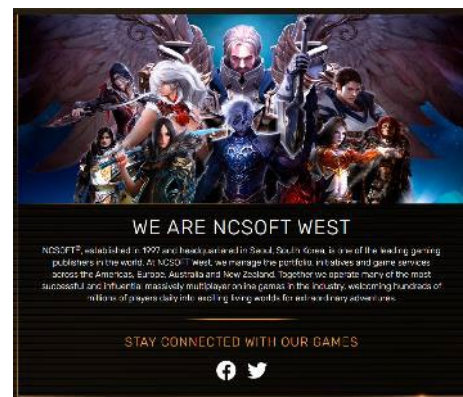 WE ARE NCSOFT WEST
NCSOFT®, established in 1997 and headquartered in Seoul, South Korea, is one of the leading gaming
publishers in the world. At NCSOFT West, we manage the portfolio, initiatives and game services
across the Americas, Europe, Australia and New Zealand. Together we operate many of the most
successful and influential massively multiplayer online games in the industry, welcoming hundreds of
millions of players daily into exciting living worlds for extraordinary adventures.
STAY CONNECTED WITH OUR GAMES